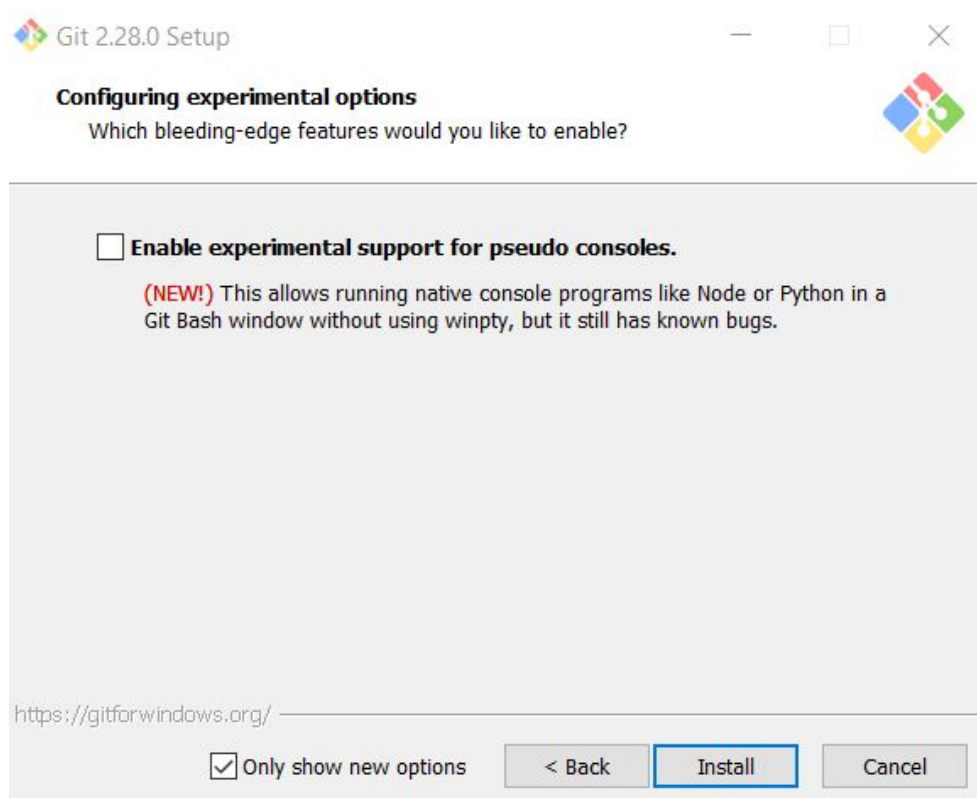 Git 2.28.0 Setup
Configuring experimental options
Which bleeding-edge features would you like to enable?
Enable experimental support for pseudo consoles.
(NEW!) This allows running native console programs like Node or Python in a
Git Bash window without using winpty, but it still has known bugs.
https://gitforwindows.org/
Only show new options
< Back
Install
Cancel